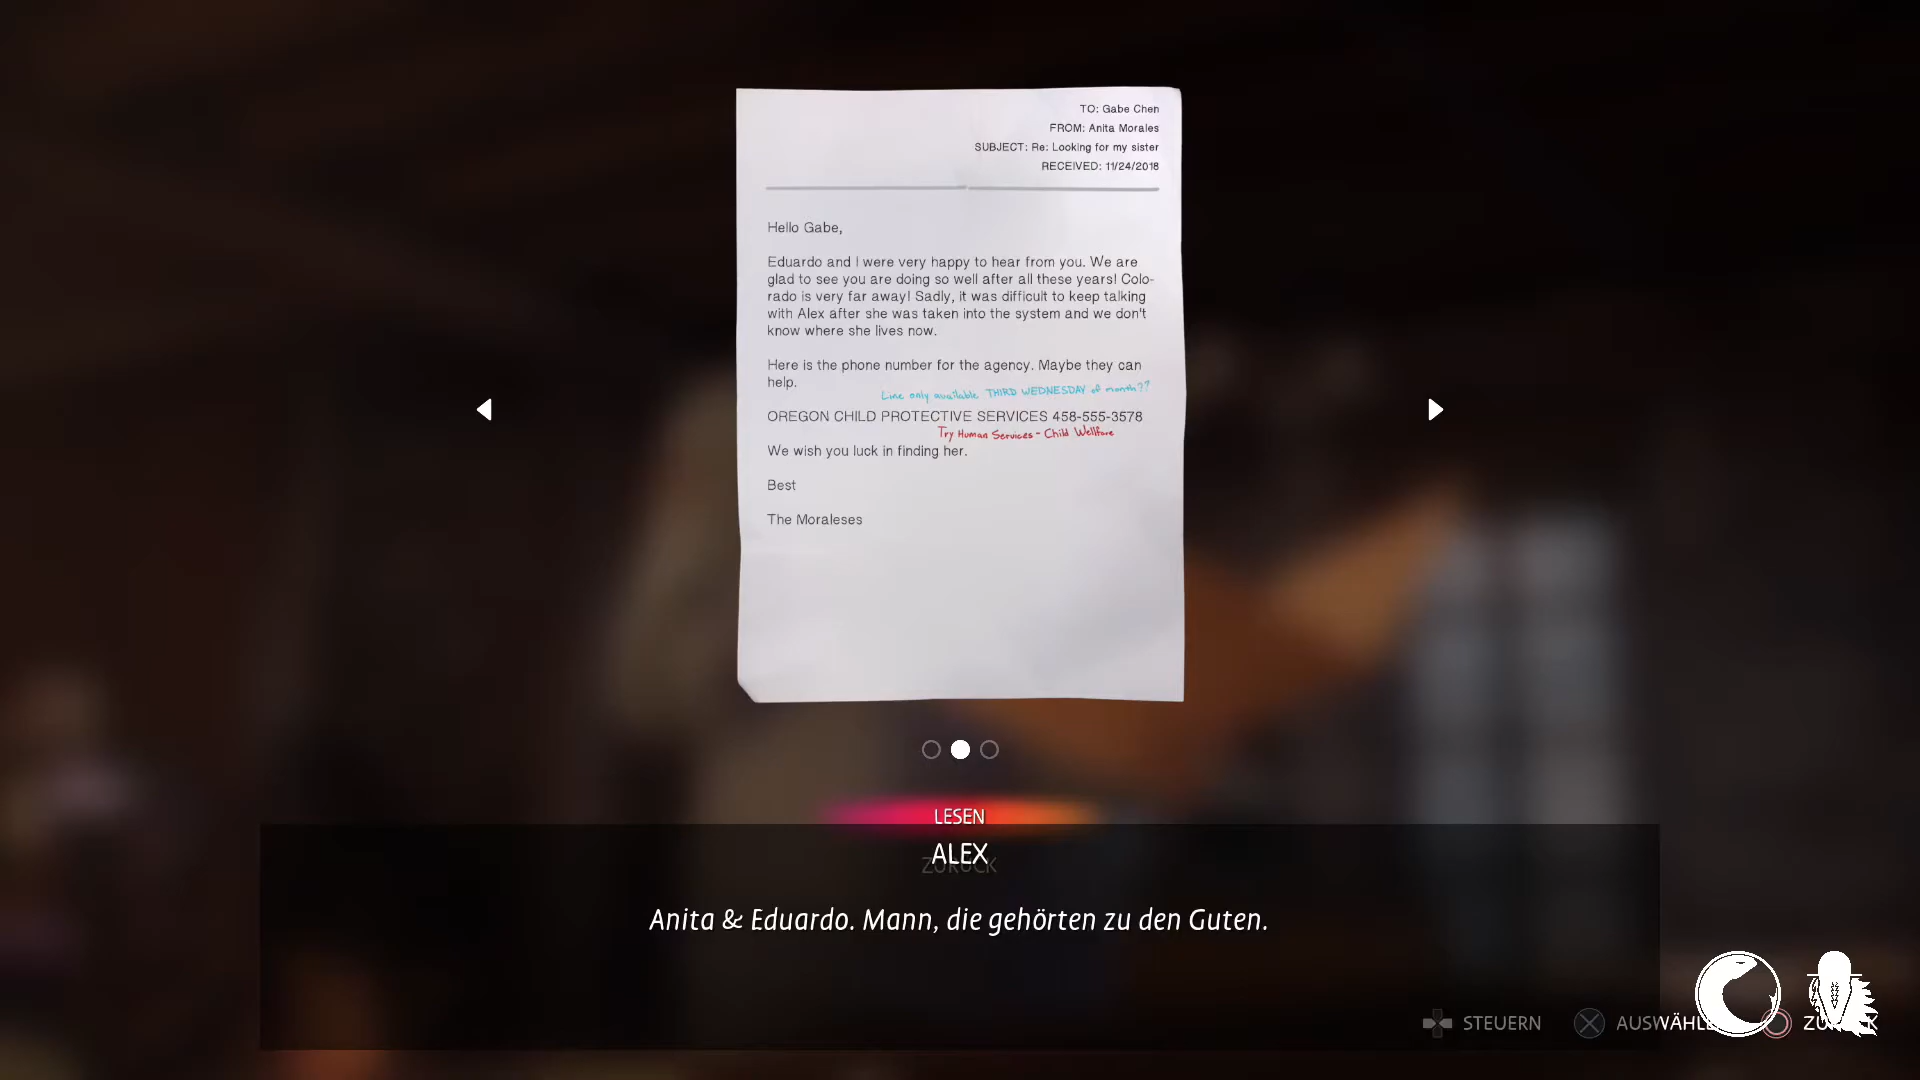 TO: Gabe Chen
FROM: Anita Morales
SUBJECT: Re: Looking for my sister
RECEIVED: 11/24/2018
Hello Gabe,
Eduardo and I were very happy to hear from you. We are
glad to see you are doing so well after all these years! Colo-
rado is very far away! Sadly, it was difficult to keep talking
with Alex after she was taken into the system and we don't
know where she lives now.
Here is the phone number for the agency. Maybe they can
help.
Line only available THIRD WEDNESDAY of month??
OREGON CHILD PROTECTIVE SERVICES 458-555-3578
Try Human Services - Child Wellfare
We wish you luck in finding her.
Best
The Moraleses
LESEN
ALEX
ZURÜCK
Anita & Eduardo. Mann, die gehörten zu den Guten.
STEUERN